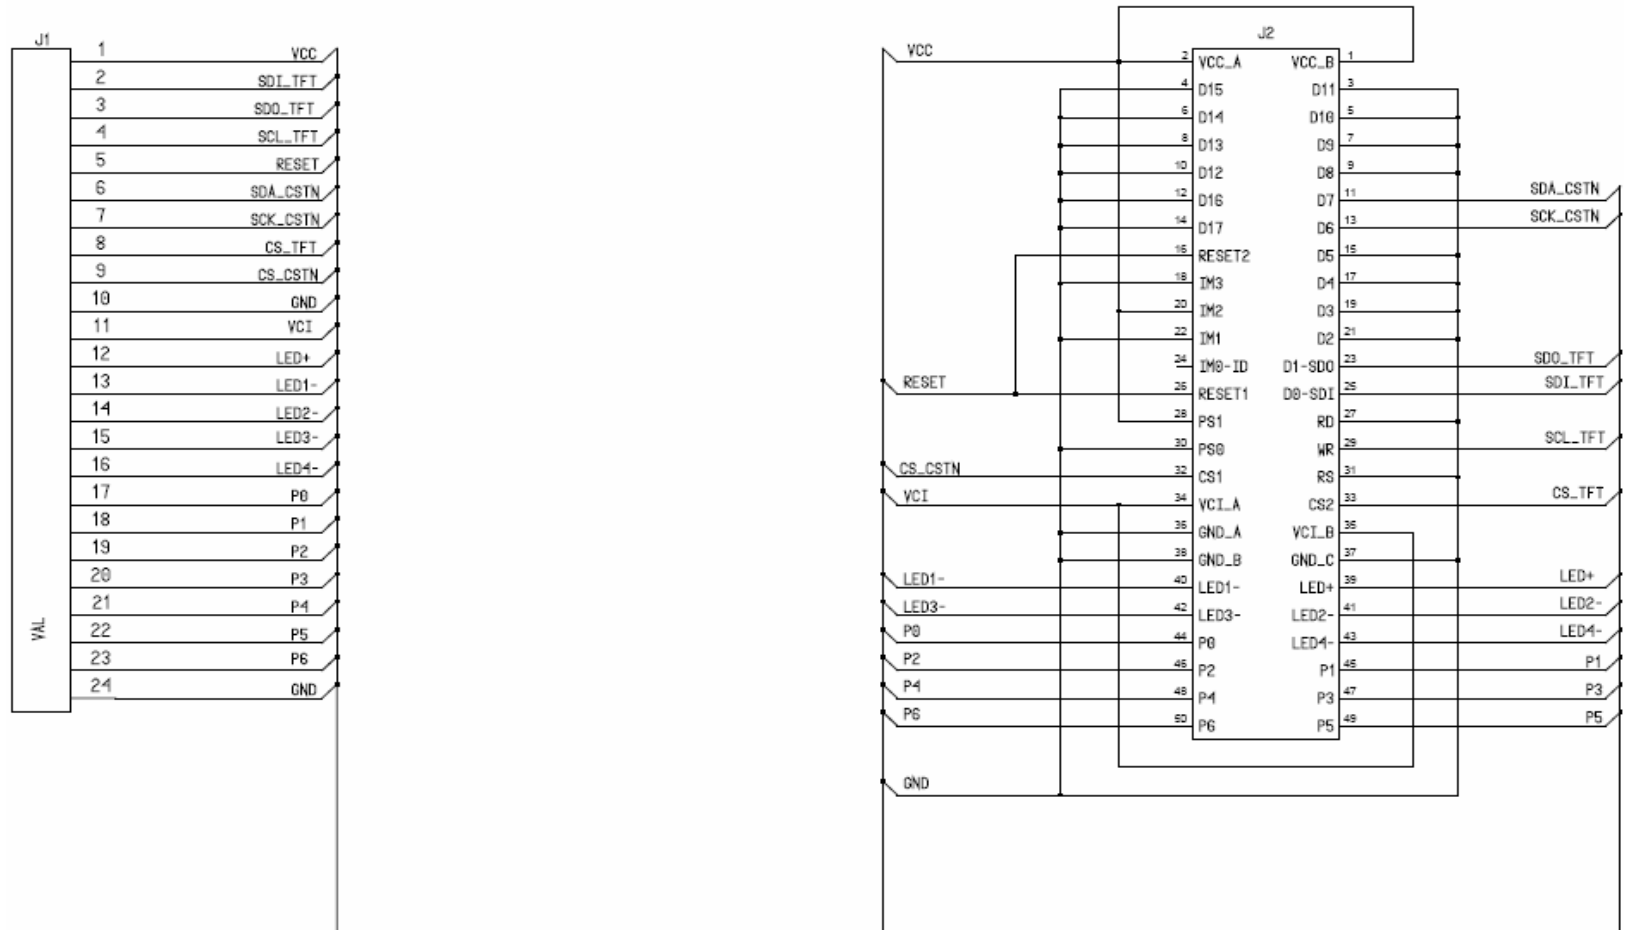 J1
1 VCC
2 SDI_TFT
3 SDO_TFT
4 SCL_TFT
5 RESET
6 SDA_CSTN
7 SCK_CSTN
8 CS_TFT
9 CS_CSTN
10 GND
11 VCI
12 LED+
13 LED1-
14 LED2-
15 LED3-
16 LED4-
17 P0
18 P1
19 P2
20 P3
21 P4
22 P5
23 P6
24 GND
VAL
J2
VCC 2 VCC_A VCC_B 1
4 D15 D11 3
6 D14 D10 5
8 D13 D9 7
10 D12 D8 9
12 D16 D7 11 SDA_CSTN
14 D17 D6 13 SCK_CSTN
16 RESET2 D5 15
18 IM3 D4 17
20 IM2 D3 19
22 IM1 D2 21
24 IM0-ID D1-SDO 23 SDO_TFT
RESET 26 RESET1 D0-SDI 25 SDI_TFT
28 PS1 RD 27
30 PS0 WR 29 SCL_TFT
CS_CSTN 32 CS1 RS 31
VCI 34 VCI_A CS2 33 CS_TFT
36 GND_A VCI_B 35
38 GND_B GND_C 37
LED1- 40 LED1- LED+ 39 LED+
LED3- 42 LED3- LED2- 41 LED2-
P0 44 P0 LED4- 43 LED4-
P2 46 P2 P1 45 P1
P4 48 P4 P3 47 P3
P6 50 P6 P5 49 P5
GND